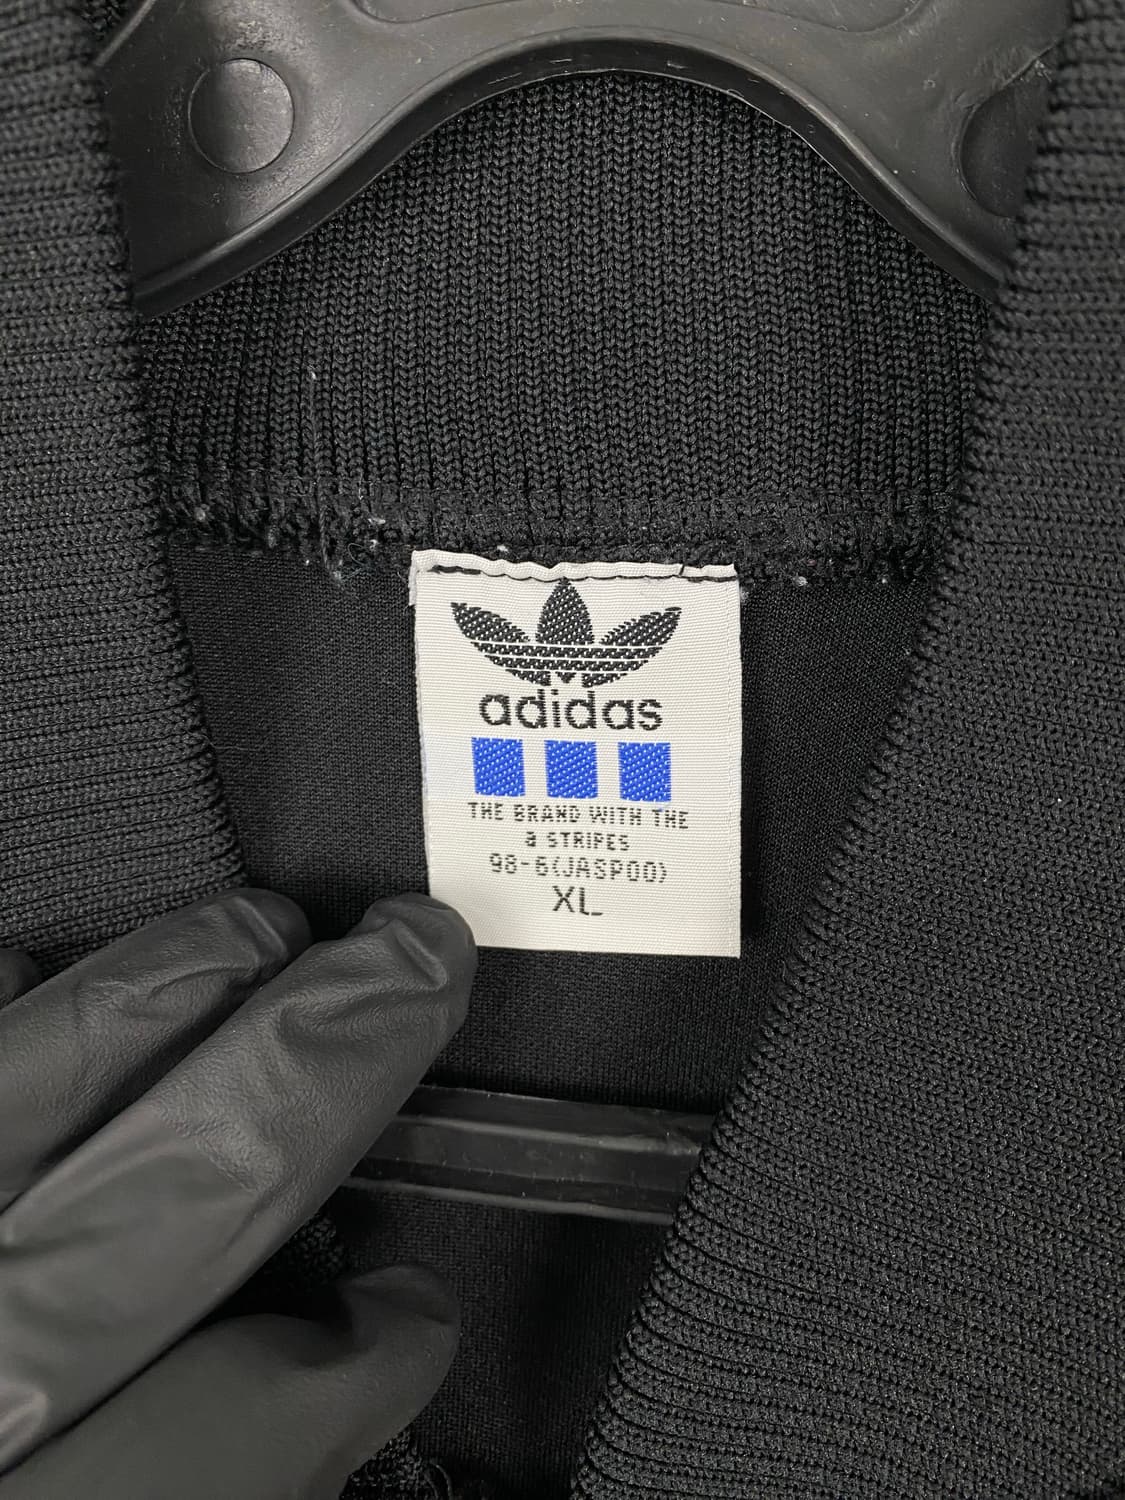 adidas
THE BRAND WITH THE
3 STRIPES
98-6(JASPOO)
XL